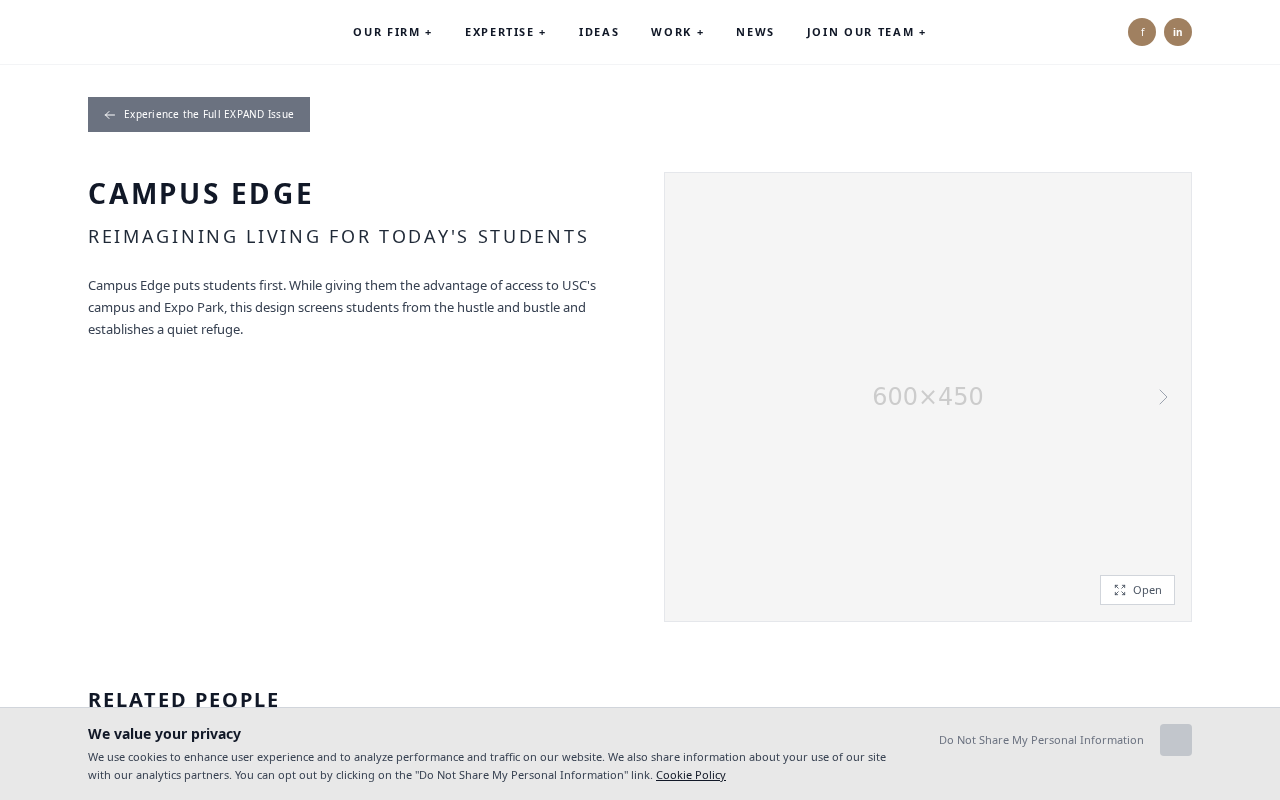 OUR FIRM +
EXPERTISE +
IDEAS
WORK +
NEWS
JOIN OUR TEAM +
f
in
Experience the Full EXPAND Issue
CAMPUS EDGE
REIMAGINING LIVING FOR TODAY'S STUDENTS
Campus Edge puts students first. While giving them the advantage of access to USC's
campus and Expo Park, this design screens students from the hustle and bustle and
establishes a quiet refuge.
600×450
Open
RELATED PEOPLE
We value your privacy
We use cookies to enhance user experience and to analyze performance and traffic on our website. We also share information about your use of our site
with our analytics partners. You can opt out by clicking on the "Do Not Share My Personal Information" link. Cookie Policy
Do Not Share My Personal Information